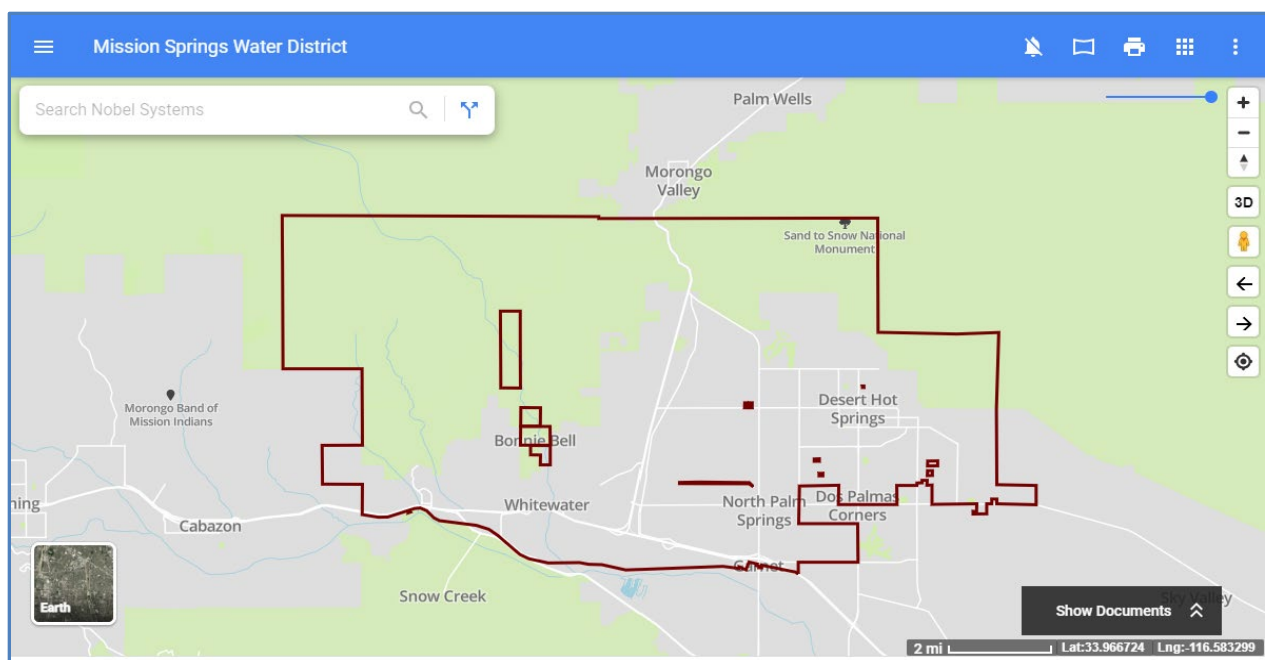 Mission Springs Water District
Search Nobel Systems
Palm Wells
Morongo
Valley
3D
Sand to Snow National
Monument
Morongo Band of
Mission Indians
Desert Hot
Springs
Bonnie Bell
Whitewater
North Palm
Springs
Dos Palmas
Corners
ning
Cabazon
Garnet
Snow Creek
Earth
Sky Valley
Show Documents
2 mi
Lat:33.966724
Lng:-116.583299